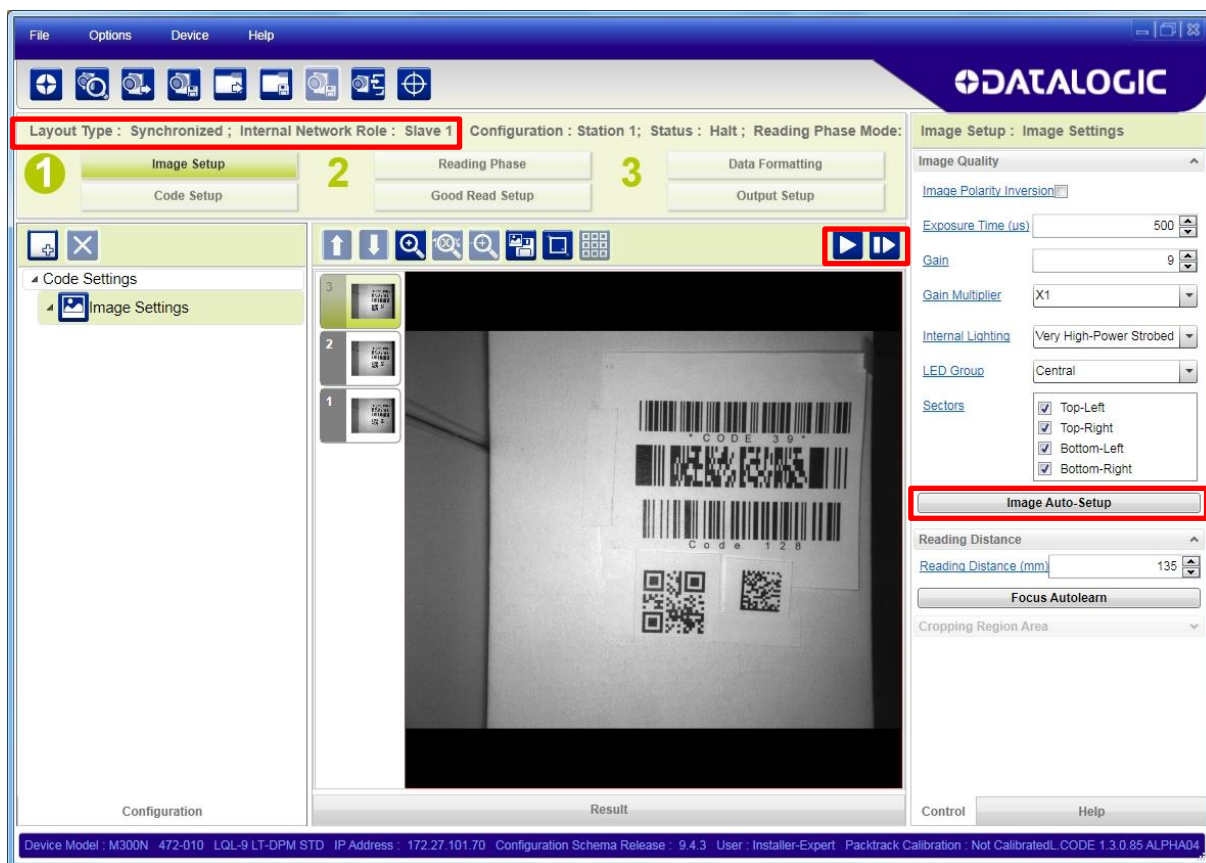 File Options Device Help
DATALOGIC
Layout Type : Synchronized ; Internal Network Role : Slave 1 Configuration : Station 1; Status : Halt ; Reading Phase Mode:
1 Image Setup 2 Reading Phase 3 Data Formatting
Code Setup Good Read Setup Output Setup
Code Settings
Image Settings
3
2
1
* C O D E 3 9 *
C o d e 1 2 8
Configuration
Result
Image Setup : Image Settings
Image Quality
Image Polarity Inversion
Exposure Time (us) 500
Gain 9
Gain Multiplier X1
Internal Lighting Very High-Power Strobed
LED Group Central
Sectors Top-Left
Top-Right
Bottom-Left
Bottom-Right
Image Auto-Setup
Reading Distance
Reading Distance (mm) 135
Focus Autolearn
Cropping Region Area
Control Help
Device Model : M300N 472-010 LQL-9 LT-DPM STD IP Address : 172.27.101.70 Configuration Schema Release : 9.4.3 User : Installer-Expert Packtrack Calibration : Not CalibratedL.CODE 1.3.0.85 ALPHA04